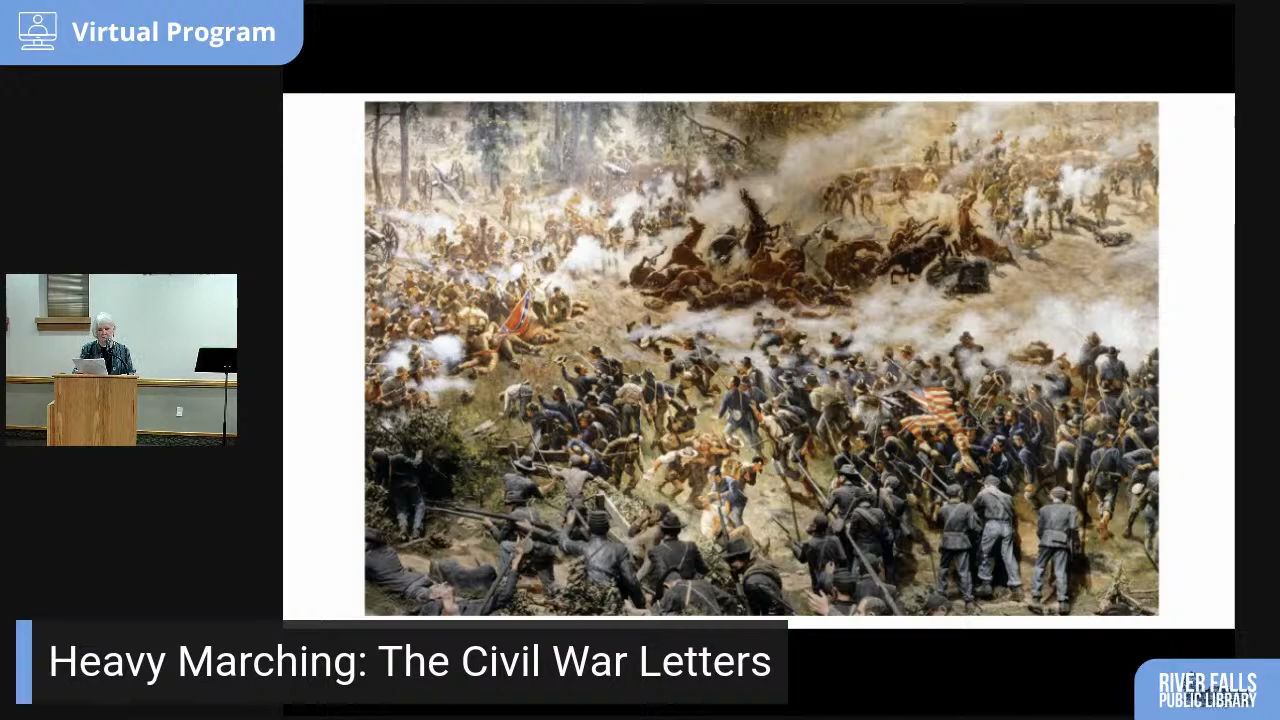 Virtual Program
Heavy Marching: The Civil War Letters
RIVER FALLS
PUBLIC LIBRARY